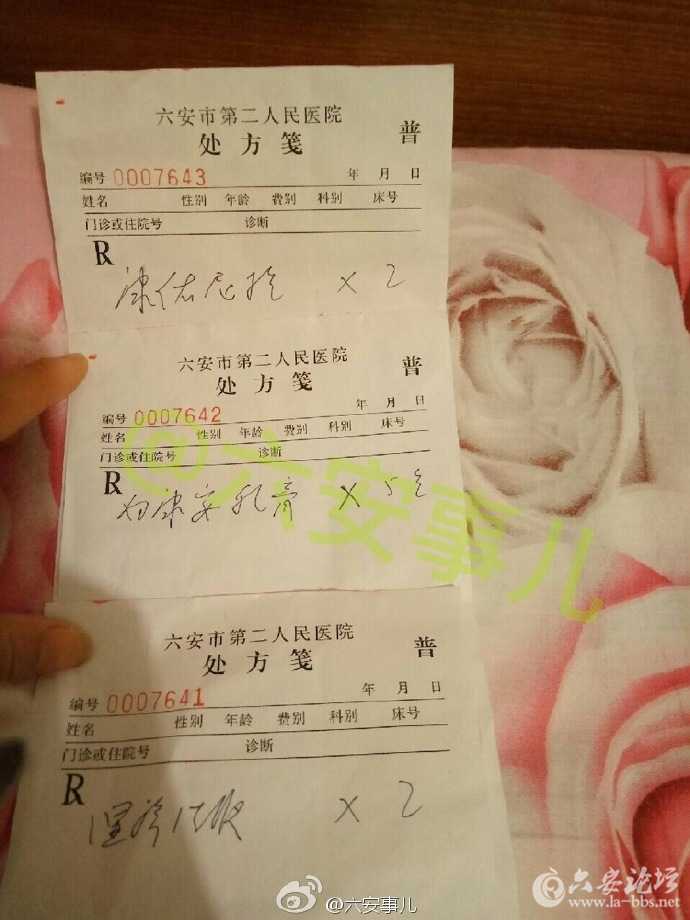 六安市第二人民医院
处方笺
普
编号 0007643 年 月 日
姓名 性别 年龄 费别 科别 床号
门诊或住院号 诊断
R
× 2
六安市第二人民医院
处方笺
普
编号 0007642 年 月 日
姓名 性别 年龄 费别 科别 床号
门诊或住院号 诊断
R
乳膏 ×
@六安事儿
六安市第二人民医院
处方笺
普
编号 0007641 年 月 日
姓名 性别 年龄 费别 科别 床号
门诊或住院号 诊断
R
湿疹 × 2
@六安事儿
六安论坛
www.la-bbs.net